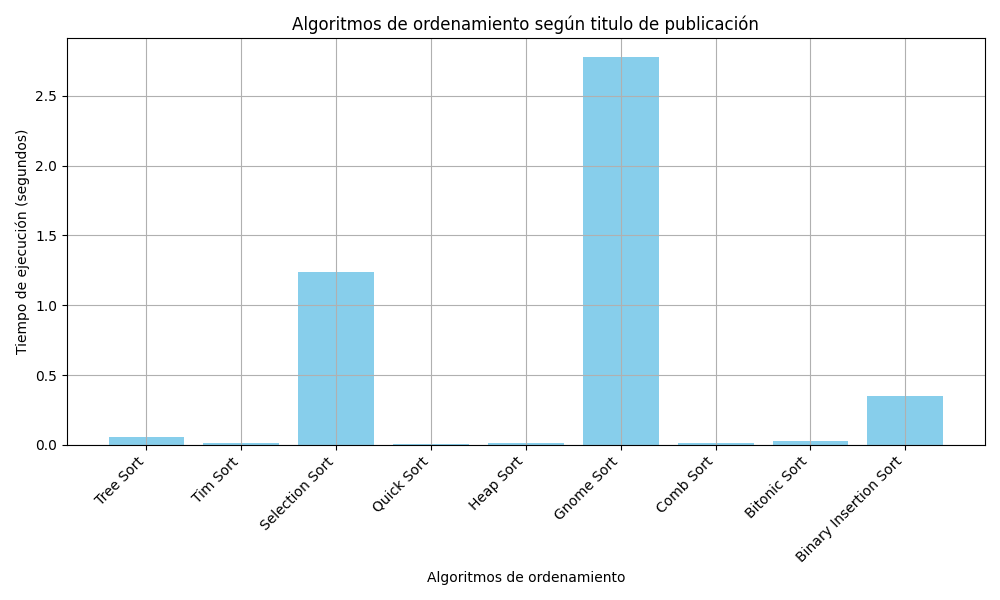 Algoritmos de ordenamiento según titulo de publicación
Tiempo de ejecución (segundos)
2.5
2.0
1.5
1.0
0.5
0.0
Tree Sort
Tim Sort
Selection Sort
Quick Sort
Heap Sort
Gnome Sort
Comb Sort
Bitonic Sort
Binary Insertion Sort
Algoritmos de ordenamiento